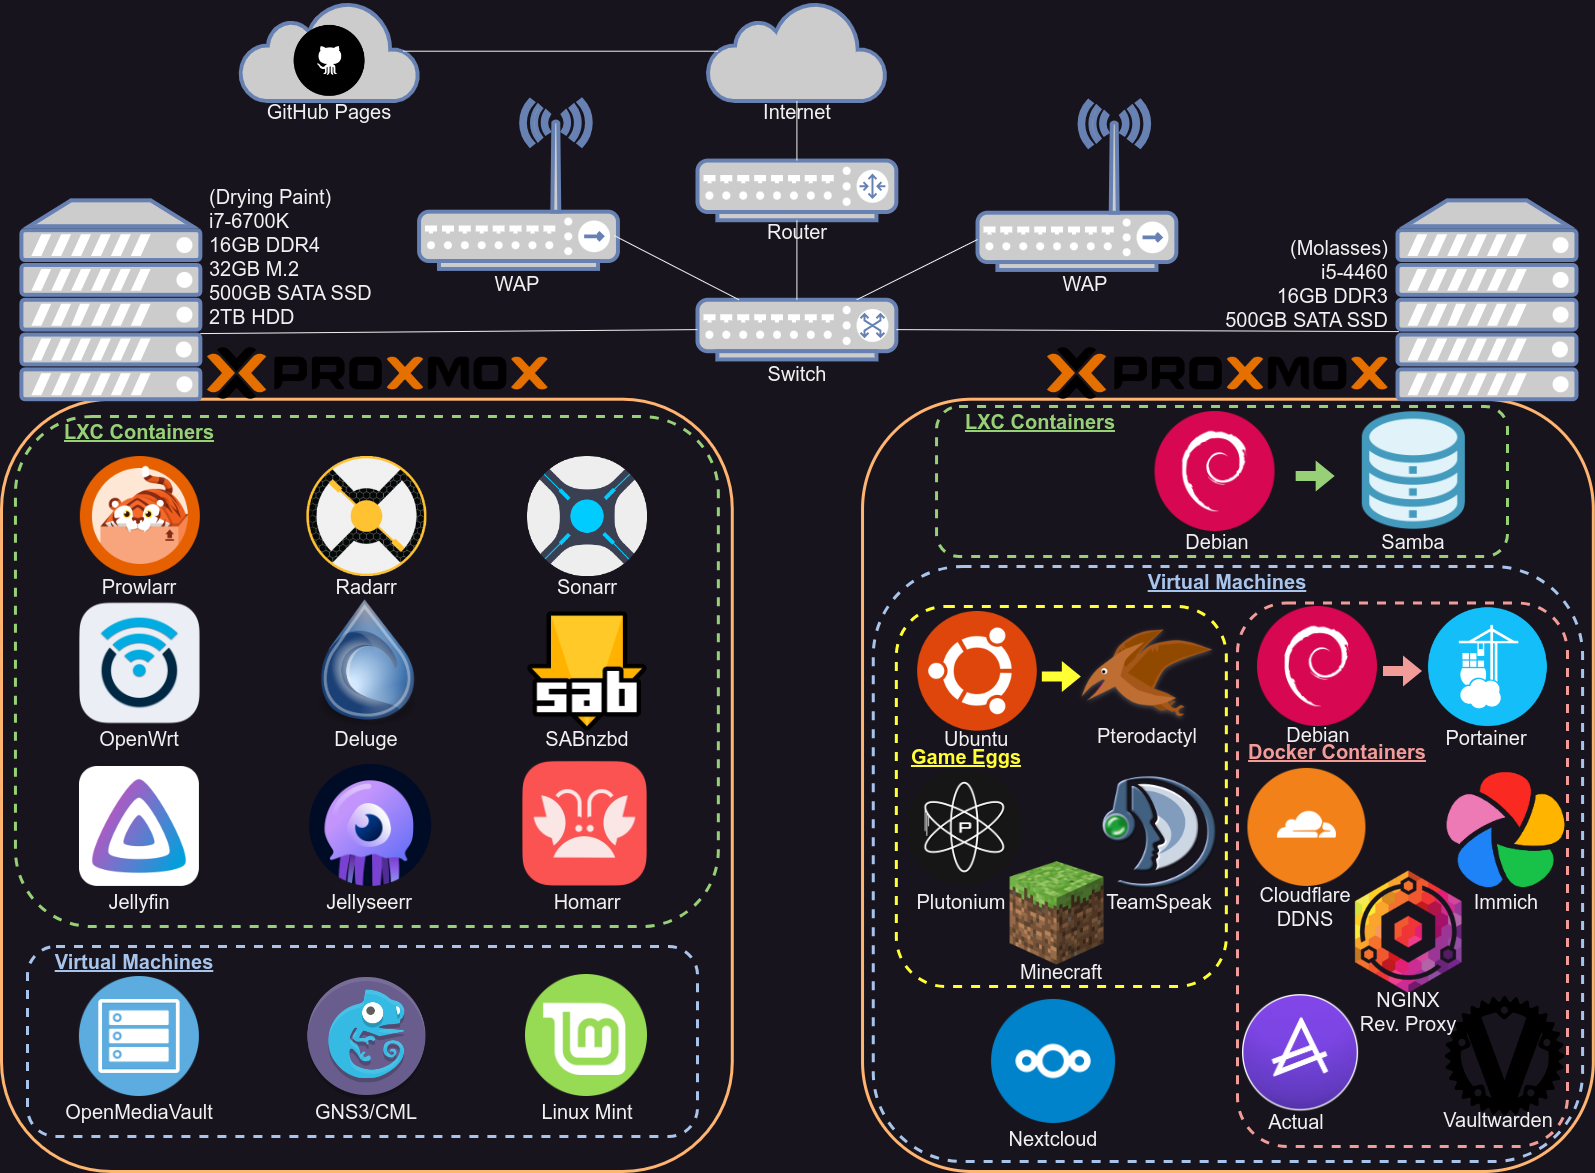 GitHub Pages
Internet
(Drying Paint)
i7-6700K
16GB DDR4
32GB M.2
500GB SATA SSD
2TB HDD
WAP
Router
WAP
(Molasses)
i5-4460
16GB DDR3
500GB SATA SSD
Switch
PROXMOX
PROXMOX
LXC Containers
Prowlarr
Radarr
Sonarr
OpenWrt
Deluge
sab
SABnzbd
Jellyfin
Jellyseerr
Homarr
Virtual Machines
OpenMediaVault
GNS3/CML
Linux Mint
LXC Containers
Debian
Samba
Virtual Machines
Ubuntu
Pterodactyl
Game Eggs
P
Plutonium
TeamSpeak
Minecraft
Nextcloud
Debian
Portainer
Docker Containers
Cloudflare
DDNS
Immich
NGINX
Rev. Proxy
Actual
Vaultwarden